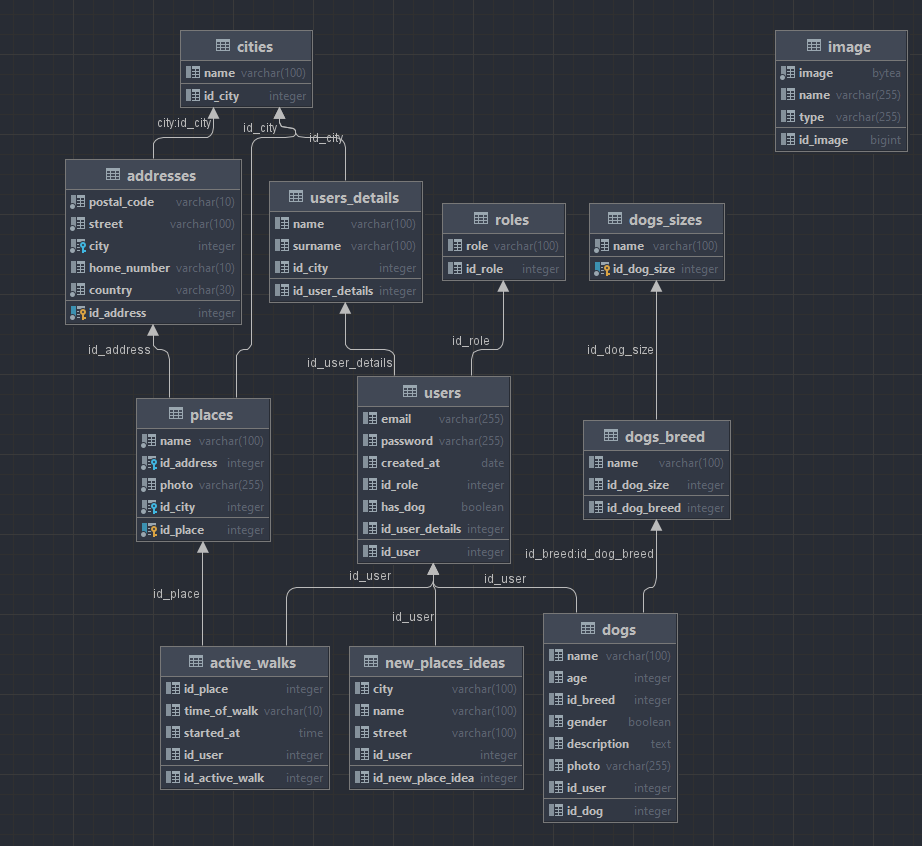 cities
name varchar(100)
id_city integer
image
image bytea
name varchar(255)
type varchar(255)
id_image bigint
city:id_city
id_city
id_city
addresses
postal_code varchar(10)
street varchar(100)
city integer
home_number varchar(10)
country varchar(30)
id_address integer
users_details
name varchar(100)
surname varchar(100)
id_city integer
id_user_details integer
roles
role varchar(100)
id_role integer
dogs_sizes
name varchar(100)
id_dog_size integer
id_address
id_user_details
id_role
id_dog_size
places
name varchar(100)
id_address integer
photo varchar(255)
id_city integer
id_place integer
users
email varchar(255)
password varchar(255)
created_at date
id_role integer
has_dog boolean
id_user_details integer
id_user integer
dogs_breed
name varchar(100)
id_dog_size integer
id_dog_breed integer
id_place
id_user
id_user
id_user
id_breed:id_dog_breed
active_walks
id_place integer
time_of_walk varchar(10)
started_at time
id_user integer
id_active_walk integer
new_places_ideas
city varchar(100)
name varchar(100)
street varchar(100)
id_user integer
id_new_place_idea integer
dogs
name varchar(100)
age integer
id_breed integer
gender boolean
description text
photo varchar(255)
id_user integer
id_dog integer